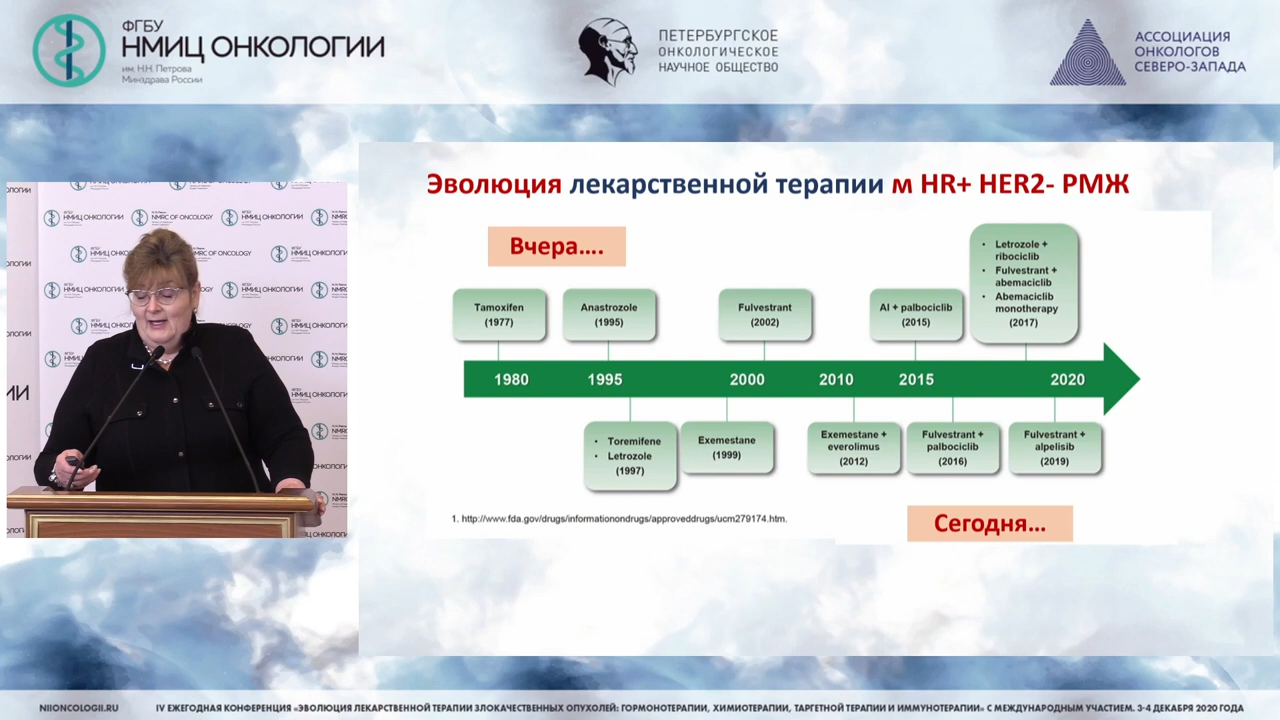 ФГБУ
НМИЦ ОНКОЛОГИИ
им. Н.Н. Петрова
Минздрава России
ПЕТЕРБУРГСКОЕ
ОНКОЛОГИЧЕСКОЕ
НАУЧНОЕ ОБЩЕСТВО
АССОЦИАЦИЯ
ОНКОЛОГОВ
СЕВЕРО-ЗАПАДА
Эволюция лекарственной терапии м HR+ HER2- РМЖ
Вчера….
Tamoxifen
(1977)
Anastrozole
(1995)
Fulvestrant
(2002)
AI + palbociclib
(2015)
• Letrozole +
ribociclib
• Fulvestrant +
abemaciclib
• Abemaciclib
monotherapy
(2017)
1980 1995 2000 2010 2015 2020
• Toremifene
• Letrozole
(1997)
Exemestane
(1999)
Exemestane +
everolimus
(2012)
Fulvestrant +
palbociclib
(2016)
Fulvestrant +
alpelisib
(2019)
1. http://www.fda.gov/drugs/informationondrugs/approveddrugs/ucm279174.htm.
Сегодня…
NIIONCOLOGII.RU
IV ЕЖЕГОДНАЯ КОНФЕРЕНЦИЯ «ЭВОЛЮЦИЯ ЛЕКАРСТВЕННОЙ ТЕРАПИИ ЗЛОКАЧЕСТВЕННЫХ ОПУХОЛЕЙ: ГОРМОНОТЕРАПИИ, ХИМИОТЕРАПИИ, ТАРГЕТНОЙ ТЕРАПИИ И ИММУНОТЕРАПИИ» С МЕЖДУНАРОДНЫМ УЧАСТИЕМ. 3-4 ДЕКАБРЯ 2020 ГОДА